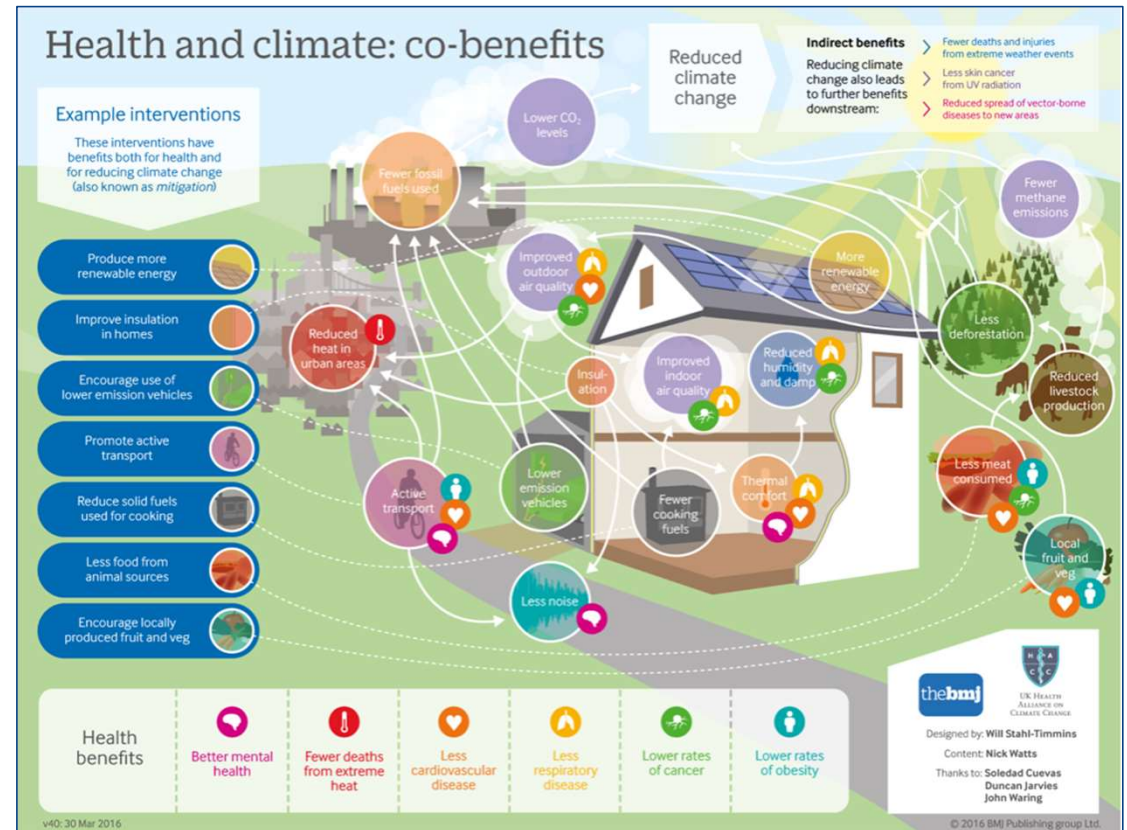 Health and climate: co-benefits
Example interventions
These interventions have
benefits both for health and
for reducing climate change
(also known as mitigation)
Reduced
climate
change
Indirect benefits
Reducing climate
change also leads
to further benefits
downstream:
Fewer deaths and injuries
from extreme weather events
Less skin cancer
from UV radiation
Reduced spread of vector-borne
diseases to new areas
Produce more
renewable energy
Improve insulation
in homes
Encourage use of
lower emission vehicles
Promote active
transport
Reduce solid fuels
used for cooking
Less food from
animal sources
Encourage locally
produced fruit and veg
Lower CO₂
levels
Fewer fossil
fuels used
Fewer
methane
emissions
Improved
outdoor
air quality
More
renewable
energy
Less
deforestation
Reduced
heat in
urban areas
Insul-
ation
Improved
indoor
air quality
Reduced
humidity
and damp
Reduced
livestock
production
Active
transport
Lower
emission
vehicles
Fewer
cooking
fuels
Thermal
comfort
Less meat
consumed
Local
fruit and
veg
Less noise
Health
benefits
Better mental
health
Fewer deaths
from extreme
heat
Less
cardiovascular
disease
Less
respiratory
disease
Lower rates
of cancer
Lower rates
of obesity
thebmj
H A
C C
UK Health
Alliance on
Climate Change
Designed by: Will Stahl-Timmins
Content: Nick Watts
Thanks to: Soledad Cuevas
Duncan Jarvies
John Waring
v40: 30 Mar 2016
© 2016 BMJ Publishing group Ltd.